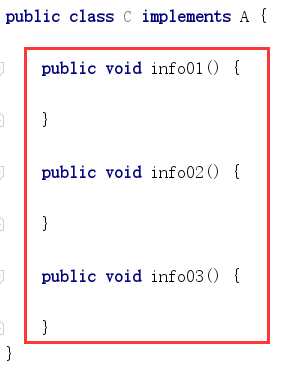 public class C implements A {
public void info01() {
}
public void info02() {
}
public void info03() {
}
}